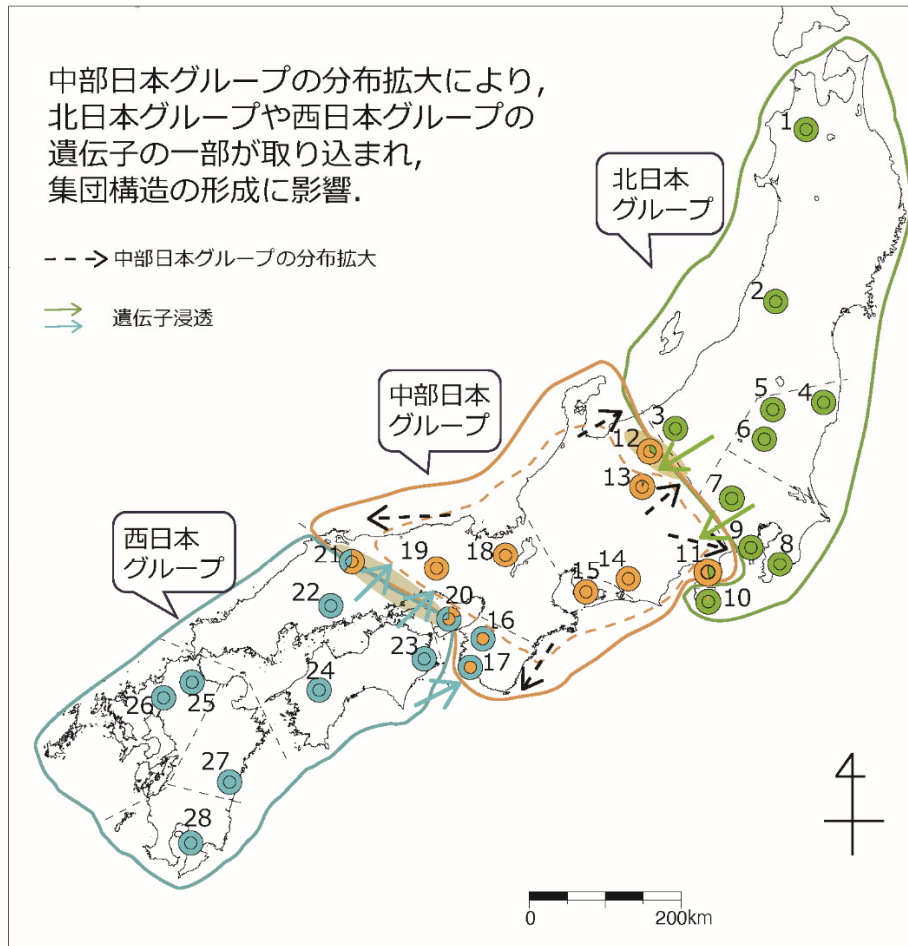 中部日本グループの分布拡大により,
北日本グループや西日本グループの
遺伝子の一部が取り込まれ,
集団構造の形成に影響.
中部日本グループの分布拡大
遺伝子浸透
北日本
グループ
中部日本
グループ
西日本
グループ
1
2
3
4
5
6
7
8
9
10
11
12
13
14
15
16
17
18
19
20
21
22
23
24
25
26
27
28
0
200km